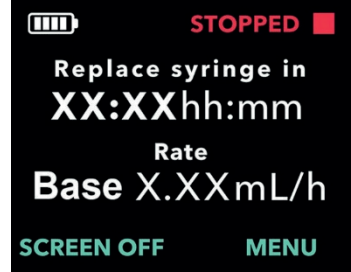 STOPPED
Replace syringe in
XX:XXhh:mm
Rate
Base X.XXmL/h
SCREEN OFF MENU